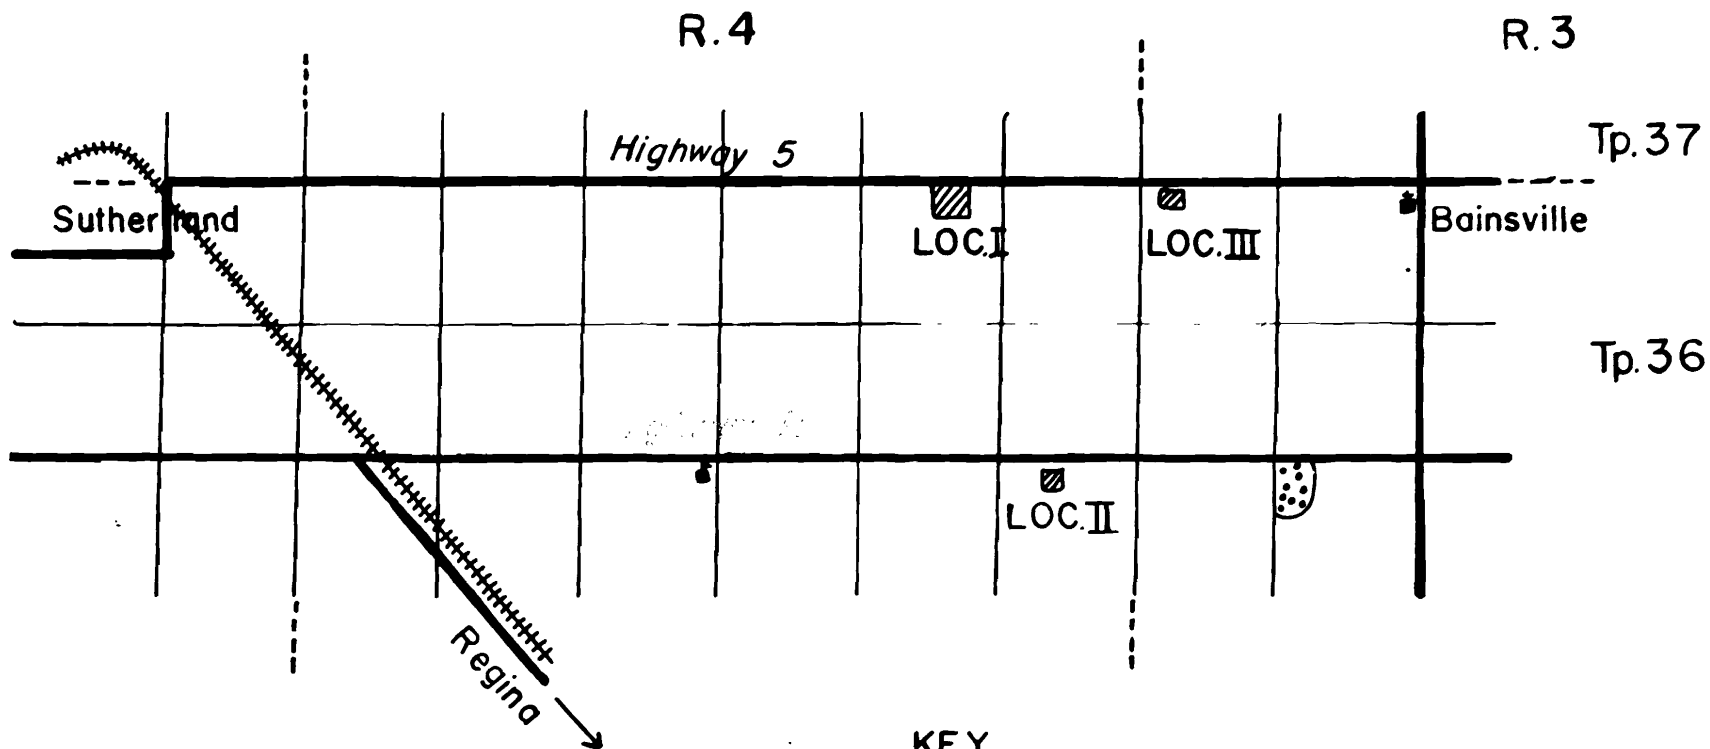 R.4
R.3
Highway 5
Tp.37
Sutherland
Bainsville
LOC.I
LOC.III
Tp.36
LOC.II
Regina
KEY